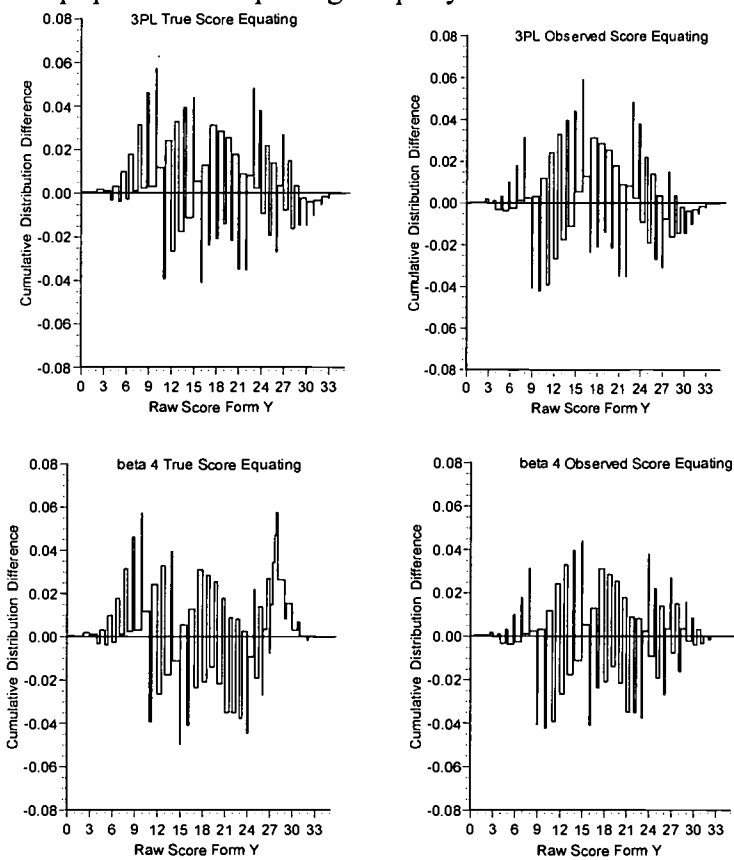 3PL True Score Equating
0.08
0.06
0.04
0.02
0.00
-0.02
-0.04
-0.06
-0.08
Cumulative Distribution Difference
0 3 6 9 12 15 18 21 24 27 30 33
Raw Score Form Y
3PL Observed Score Equating
0.08
0.06
0.04
0.02
0.00
-0.02
-0.04
-0.06
-0.08
Cumulative Distribution Difference
0 3 6 9 12 15 18 21 24 27 30 33
Raw Score Form Y
beta 4 True Score Equating
0.08
0.06
0.04
0.02
0.00
-0.02
-0.04
-0.06
-0.08
Cumulative Distribution Difference
0 3 6 9 12 15 18 21 24 27 30 33
Raw Score Form Y
beta 4 Observed Score Equating
0.08
0.06
0.04
0.02
0.00
-0.02
-0.04
-0.06
-0.08
Cumulative Distribution Difference
0 3 6 9 12 15 18 21 24 27 30 33
Raw Score Form Y